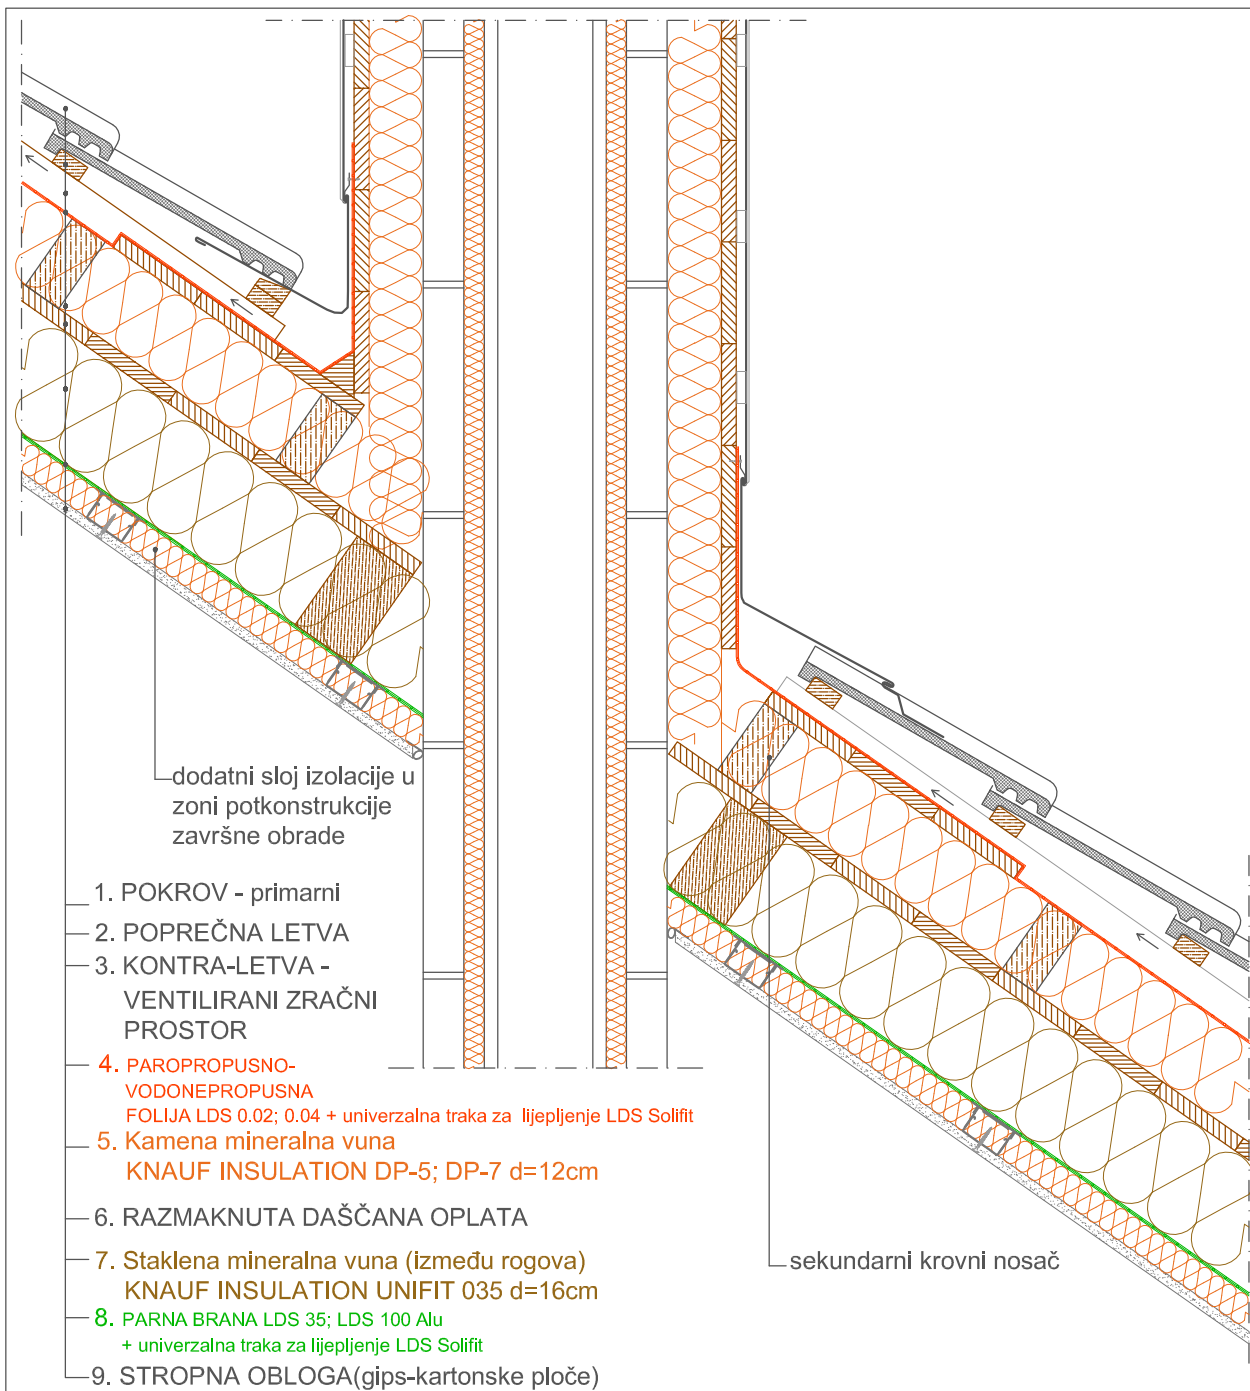 dodatni sloj izolacije u
zoni potkonstrukcije
završne obrade
1. POKROV - primarni
2. POPREČNA LETVA
3. KONTRA-LETVA -
VENTILIRANI ZRAČNI
PROSTOR
4. PAROPROPUSNO-
VODONEPROPUSNA
FOLIJA LDS 0.02; 0.04 + univerzalna traka za lijepljenje LDS Solifit
5. Kamena mineralna vuna
KNAUF INSULATION DP-5; DP-7 d=12cm
6. RAZMAKNUTA DAŠČANA OPLATA
7. Staklena mineralna vuna (između rogova)
KNAUF INSULATION UNIFIT 035 d=16cm
8. PARNA BRANA LDS 35; LDS 100 Alu
+ univerzalna traka za lijepljenje LDS Solifit
9. STROPNA OBLOGA(gips-kartonske ploče)
sekundarni krovni nosač